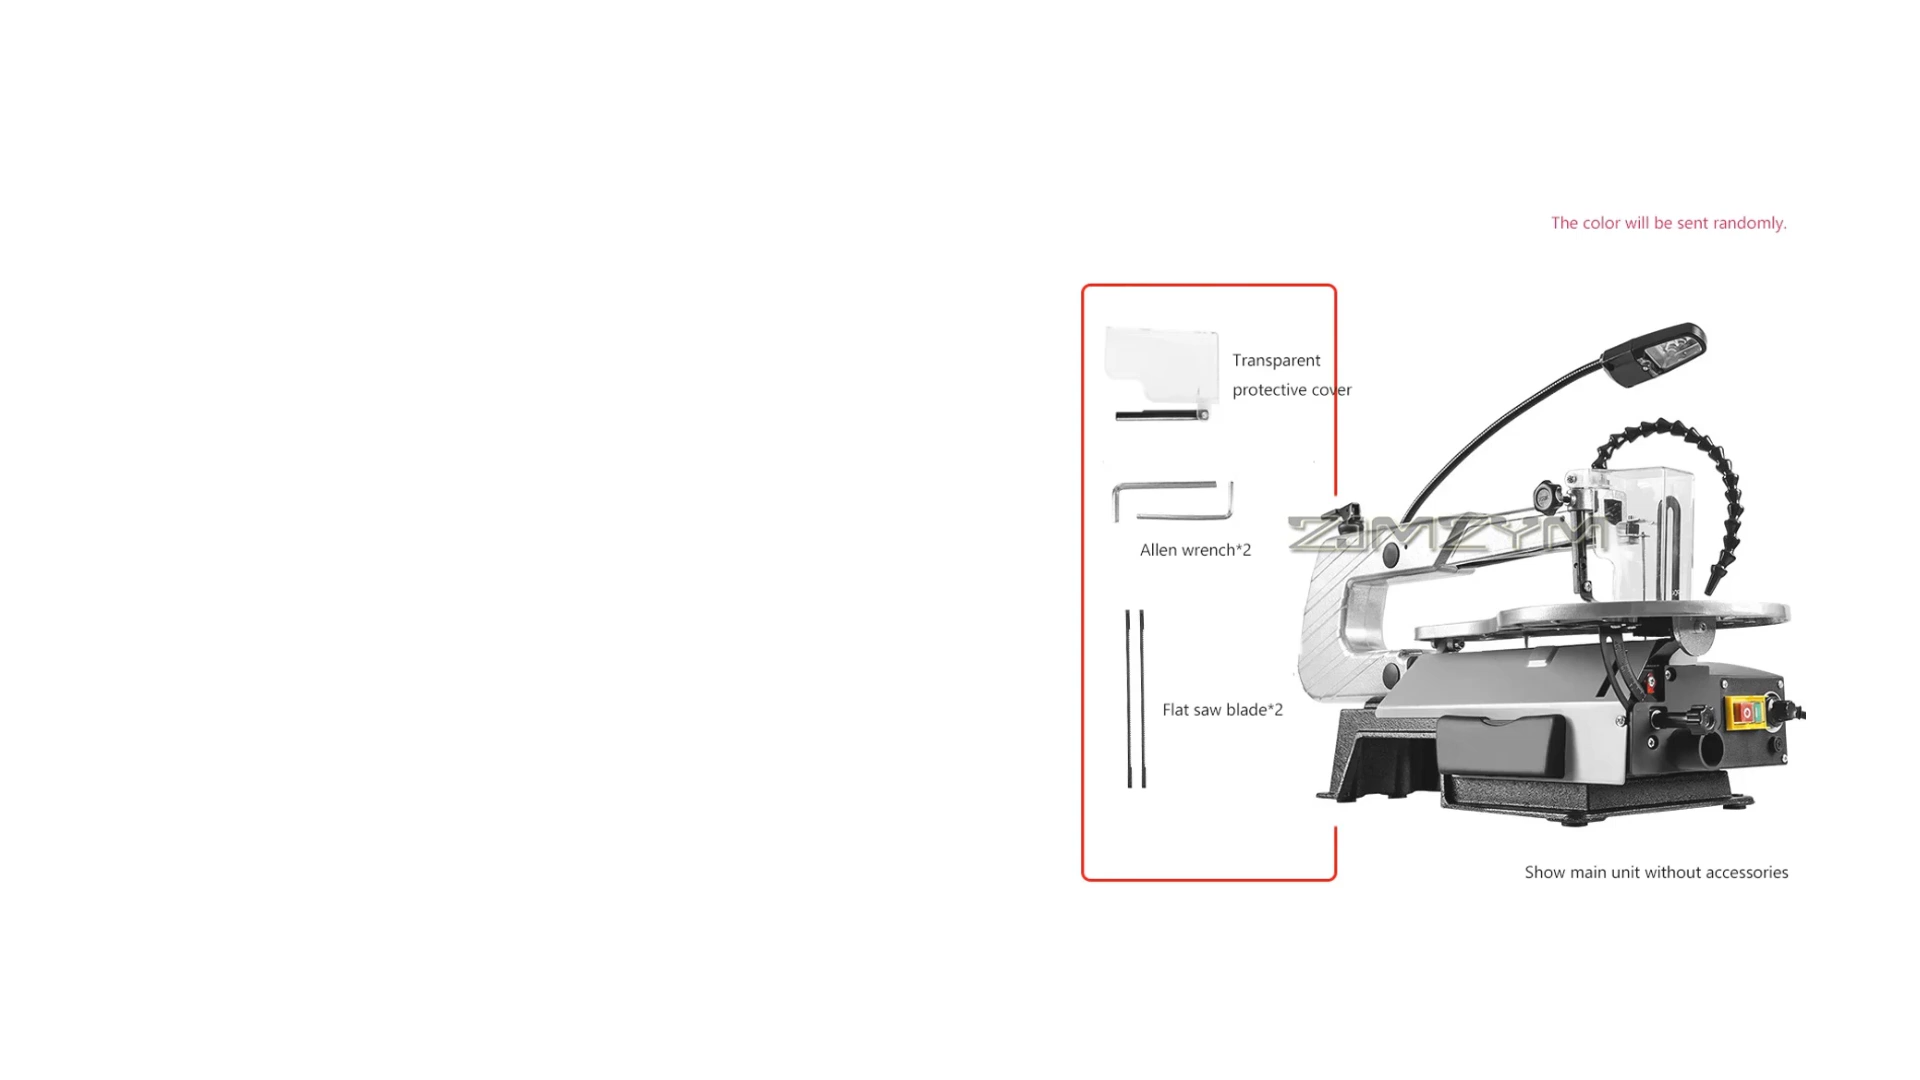 The color will be sent randomly.
Transparent
protective cover
ZJMZYM
Allen wrench*2
Flat saw blade*2
Show main unit without accessories